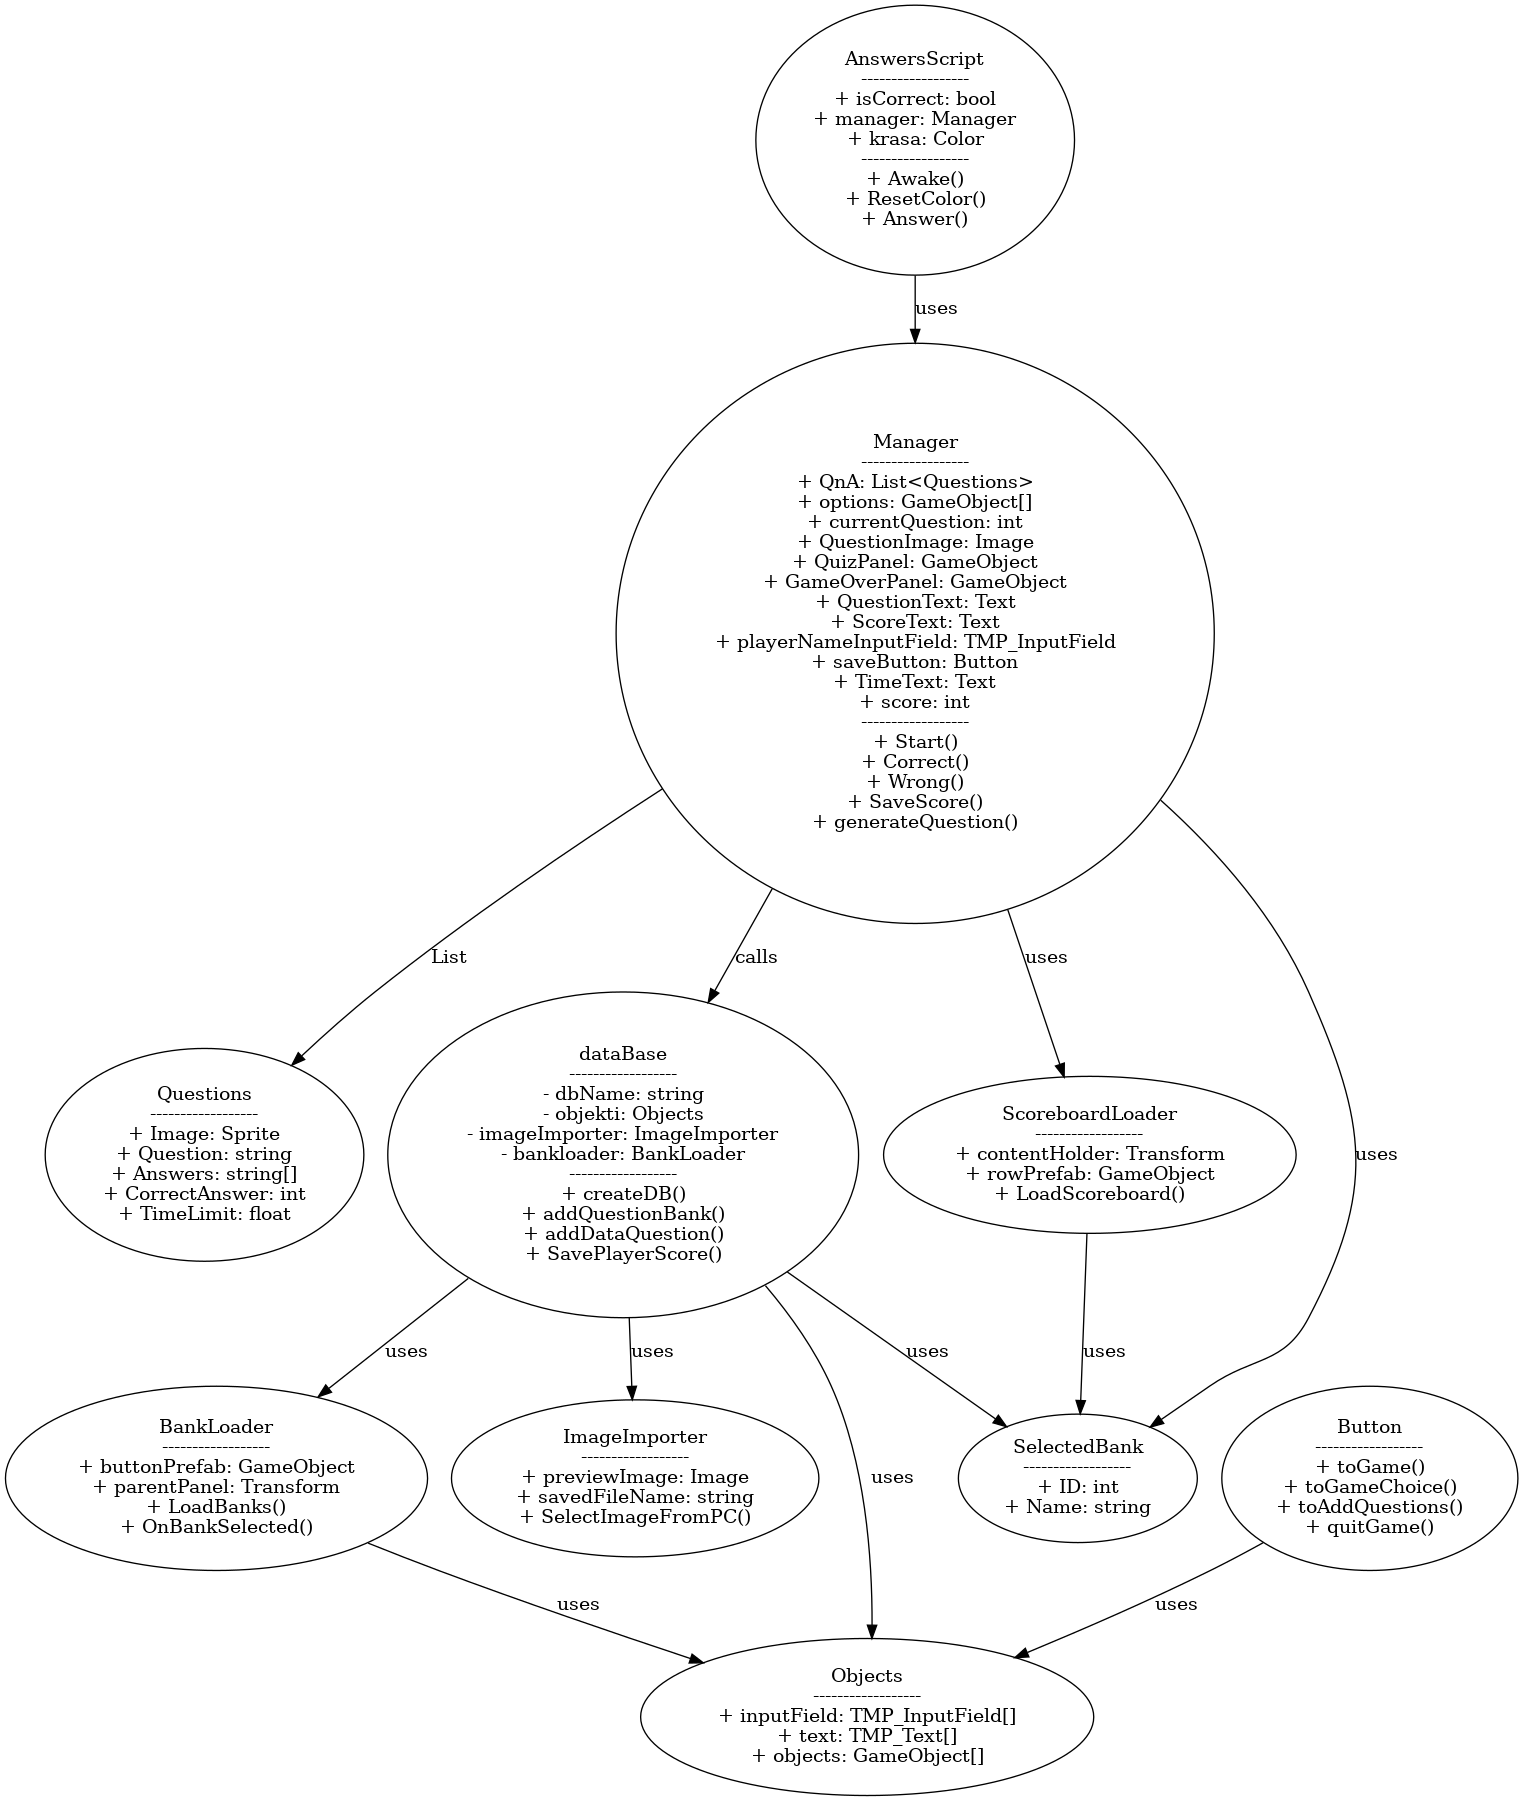 AnswersScript
------------------
+ isCorrect: bool
+ manager: Manager
+ krasa: Color
------------------
+ Awake()
+ ResetColor()
+ Answer()
uses
Manager
------------------
+ QnA: List<Questions>
+ options: GameObject[]
+ currentQuestion: int
+ QuestionImage: Image
+ QuizPanel: GameObject
+ GameOverPanel: GameObject
+ QuestionText: Text
+ ScoreText: Text
+ playerNameInputField: TMP_InputField
+ saveButton: Button
+ TimeText: Text
+ score: int
------------------
+ Start()
+ Correct()
+ Wrong()
+ SaveScore()
+ generateQuestion()
List
calls
uses
uses
Questions
------------------
+ Image: Sprite
+ Question: string
+ Answers: string[]
+ CorrectAnswer: int
+ TimeLimit: float
dataBase
------------------
- dbName: string
- objekti: Objects
- imageImporter: ImageImporter
- bankloader: BankLoader
------------------
+ createDB()
+ addQuestionBank()
+ addDataQuestion()
+ SavePlayerScore()
ScoreboardLoader
------------------
+ contentHolder: Transform
+ rowPrefab: GameObject
+ LoadScoreboard()
uses
uses
uses
uses
uses
BankLoader
------------------
+ buttonPrefab: GameObject
+ parentPanel: Transform
+ LoadBanks()
+ OnBankSelected()
ImageImporter
------------------
+ previewImage: Image
+ savedFileName: string
+ SelectImageFromPC()
SelectedBank
------------------
+ ID: int
+ Name: string
Button
------------------
+ toGame()
+ toGameChoice()
+ toAddQuestions()
+ quitGame()
uses
uses
Objects
------------------
+ inputField: TMP_InputField[]
+ text: TMP_Text[]
+ objects: GameObject[]